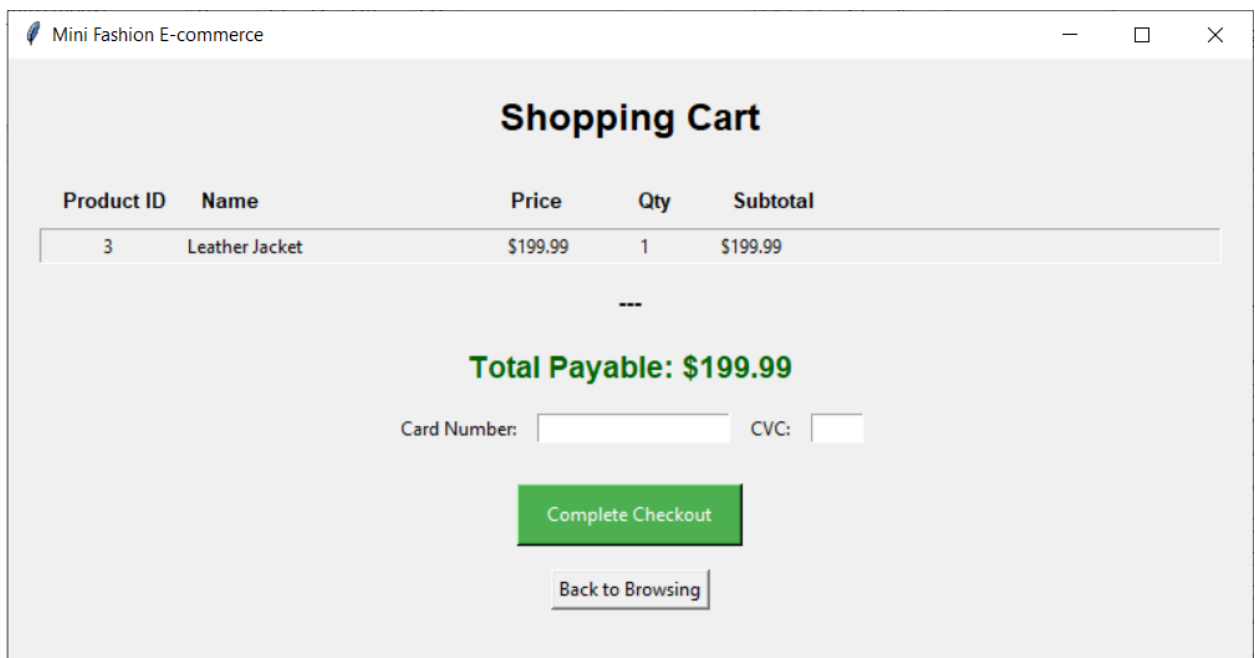 Mini Fashion E-commerce
Shopping Cart
Product ID Name Price Qty Subtotal
3 Leather Jacket $199.99 1 $199.99
---
Total Payable: $199.99
Card Number: CVC:
Complete Checkout
Back to Browsing